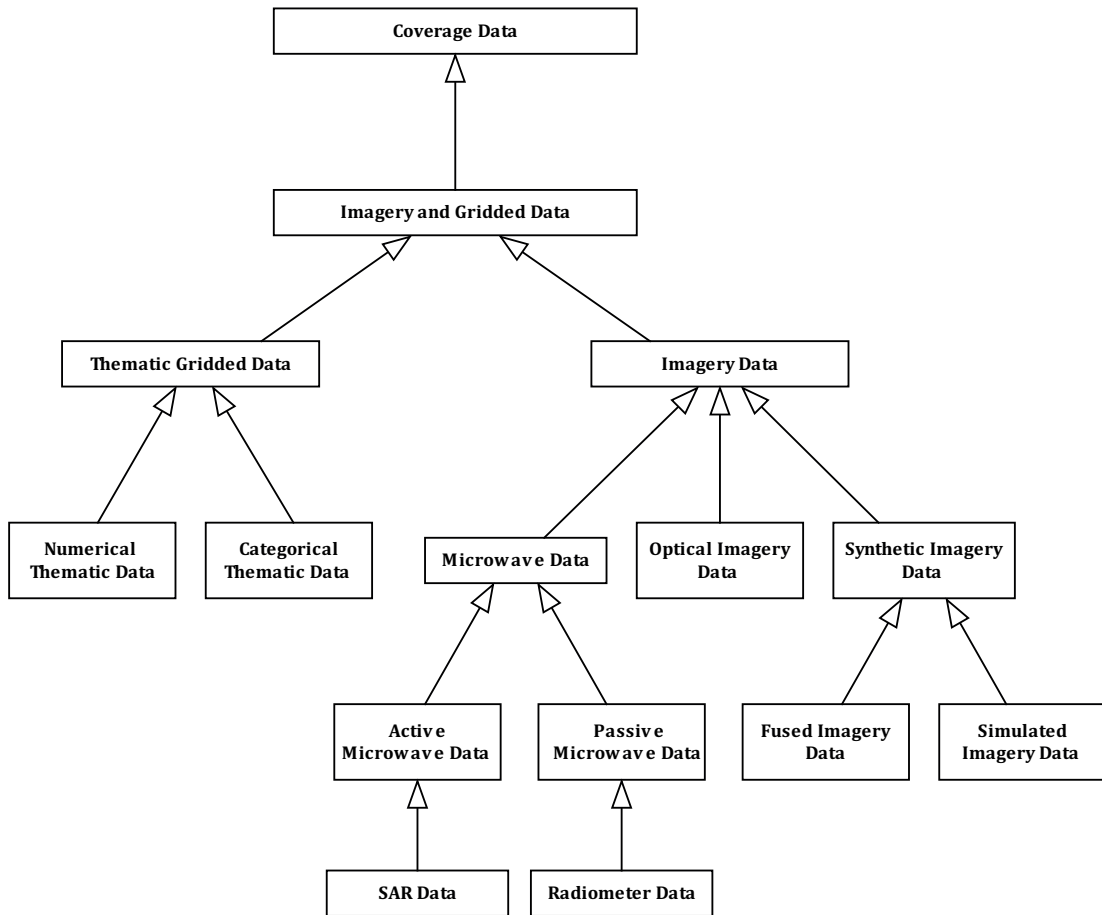 Coverage Data
Imagery and Gridded Data
Thematic Gridded Data
Imagery Data
Numerical
Thematic Data
Categorical
Thematic Data
Microwave Data
Optical Imagery
Data
Synthetic Imagery
Data
Active
Microwave Data
Passive
Microwave Data
Fused Imagery
Data
Simulated
Imagery Data
SAR Data
Radiometer Data